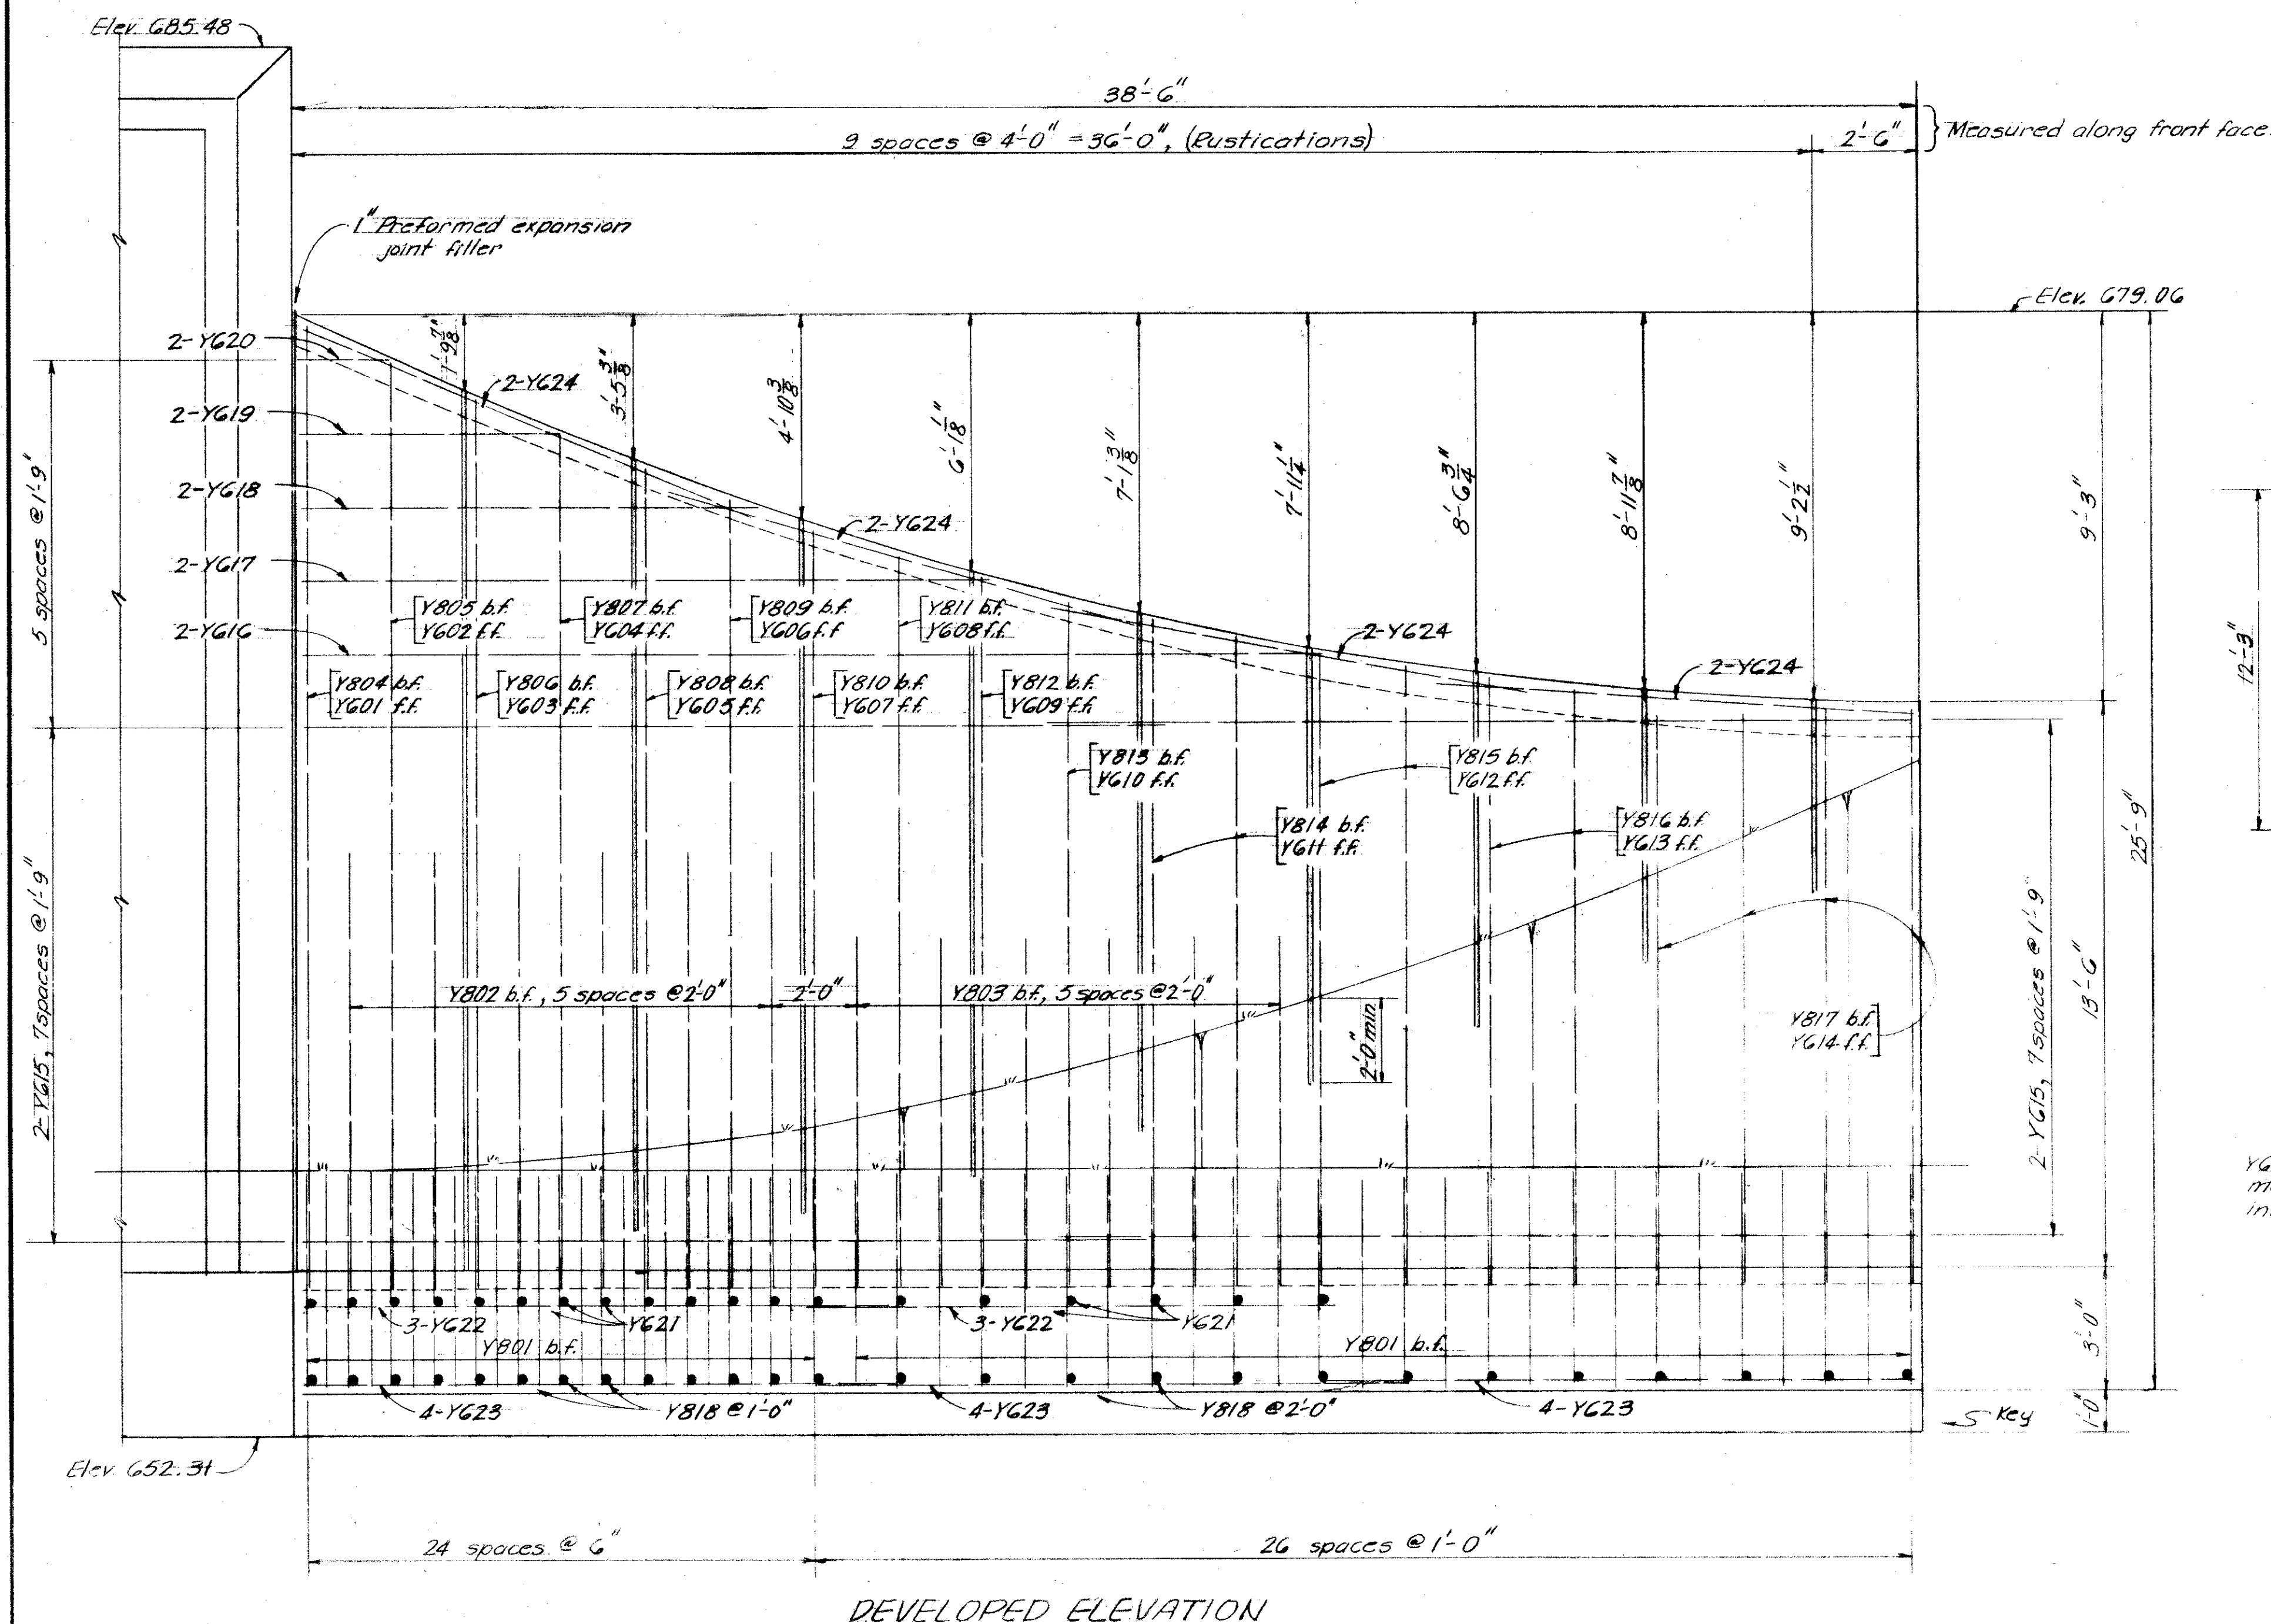 Elev. 685.48
38'-6"
9 spaces @ 4'-0" = 36'-0", (Rustications)
2'-6"
Measured along front face
1" Preformed expansion
joint filler
Elev. 679.06
2-Y620
2-Y619
2-Y618
2-Y617
2-Y616
5 spaces @ 1'-9"
2-Y615, 7 spaces @ 1'-9"
1'-9 7/8"
3'-5 3/8"
4'-10 3/8"
6'-1 1/8"
7'-1 3/8"
7'-11 1/4"
8'-6 3/4"
8'-11 7/8"
9'-2 1/2"
9'-3"
2-Y624
2-Y624
2-Y624
2-Y624
Y805 b.f.
Y602 f.f.
Y807 b.f.
Y604 f.f.
Y809 b.f.
Y606 f.f
Y811 b.f.
Y608 f.f.
Y804 b.f.
Y601 f.f.
Y806 b.f.
Y603 f.f.
Y808 b.f.
Y605 f.f.
Y810 b.f.
Y607 f.f.
Y812 b.f.
Y609 f.f.
Y813 b.f.
Y610 f.f.
Y815 b.f.
Y612 f.f.
Y814 b.f.
Y611 f.f.
Y816 b.f.
Y613 f.f.
Y817 b.f.
Y614 f.f.
12'-3"
25'-9"
13'-6"
2-Y615, 7 spaces @ 1'-9"
Y802 b.f., 5 spaces @ 2'-0"
2'-0"
Y803 b.f., 5 spaces @ 2'-0"
2'-0" min.
3-Y622
Y621
3-Y622
Y621
Y801 b.f.
Y801 b.f.
4-Y623
Y818 @ 1'-0"
4-Y623
Y818 @ 2'-0"
4-Y623
3'-0"
1'-0"
Key
Elev. 652.31
24 spaces @ 6"
26 spaces @ 1'-0"
DEVELOPED ELEVATION